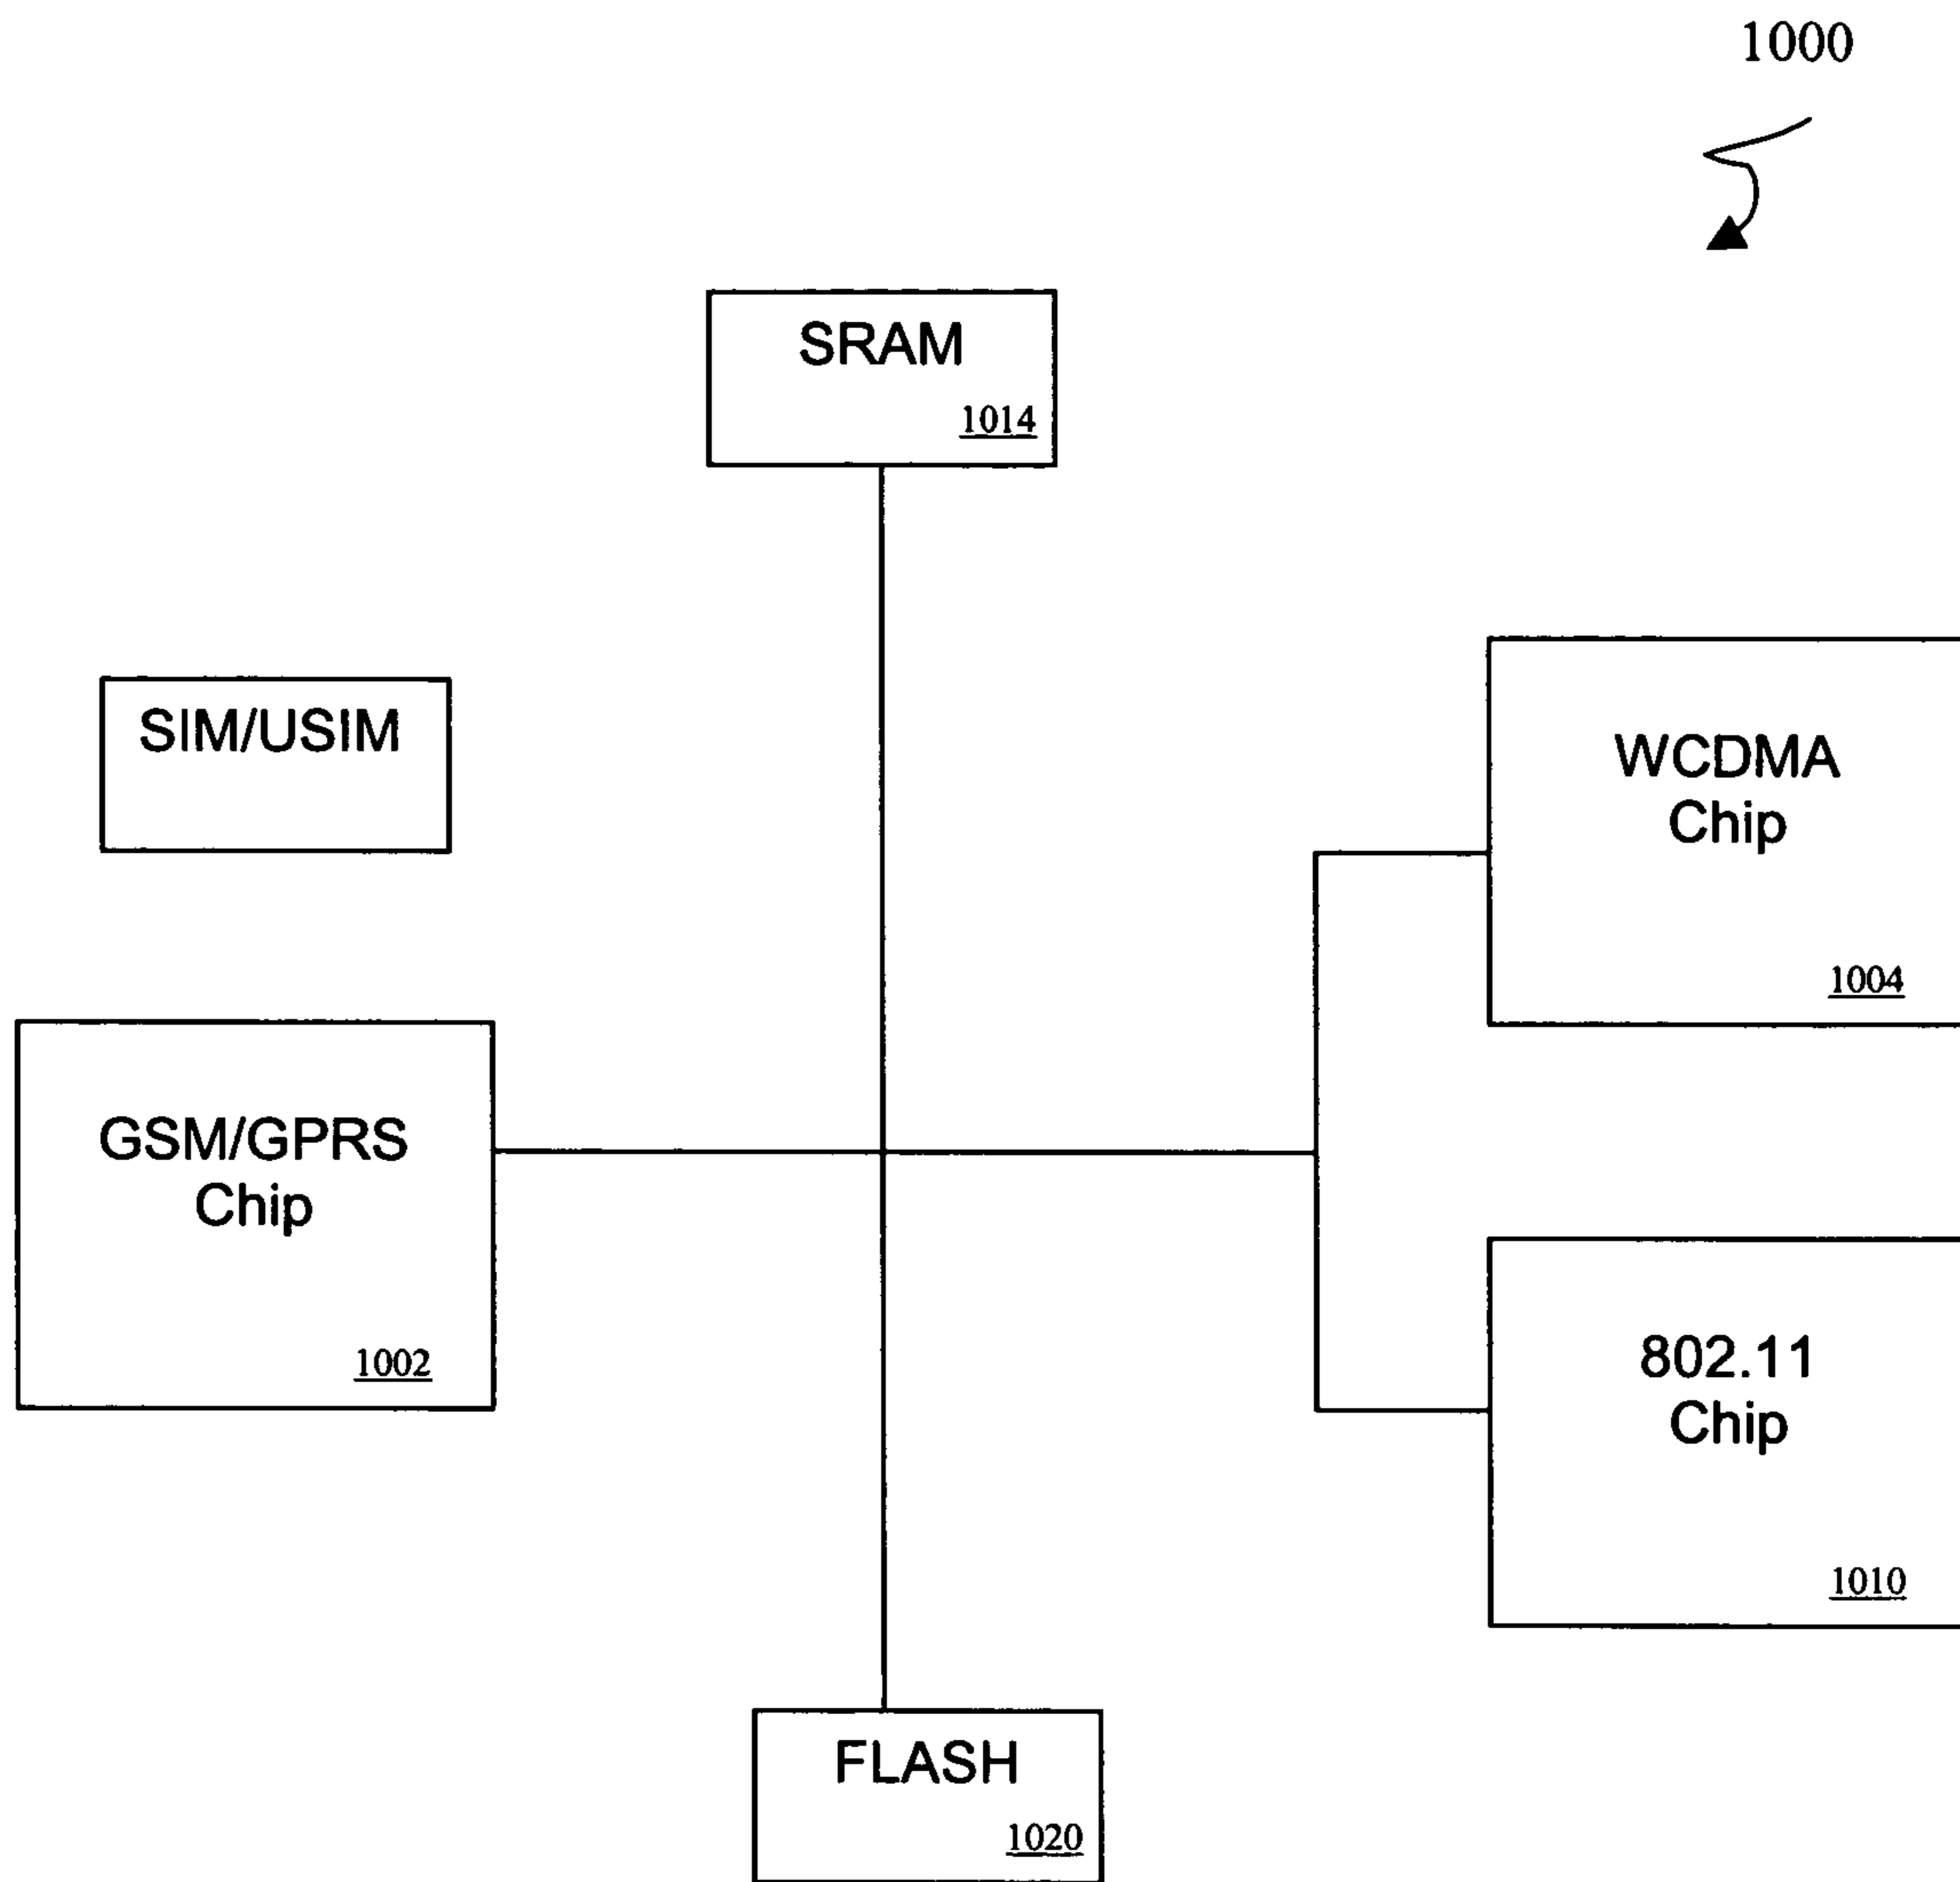 1000
SRAM
1014
SIM/USIM
WCDMA
Chip
1004
GSM/GPRS
Chip
1002
802.11
Chip
1010
FLASH
1020